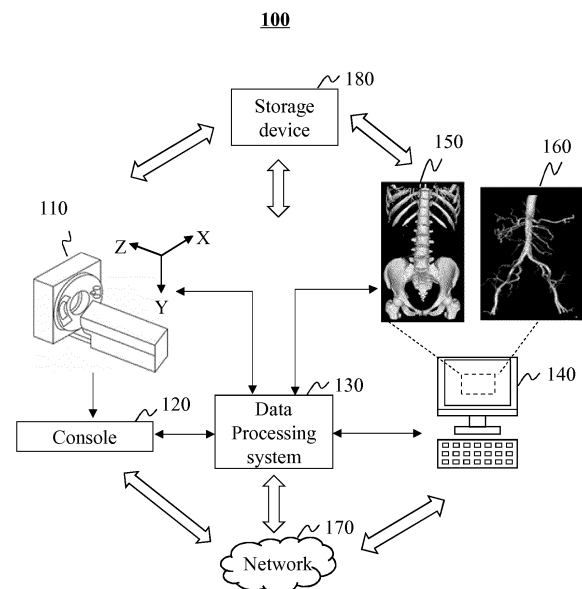 100
180
Storage
device
150
160
110
Z
X
Y
120
Console
130
Data
Processing
system
140
170
Network